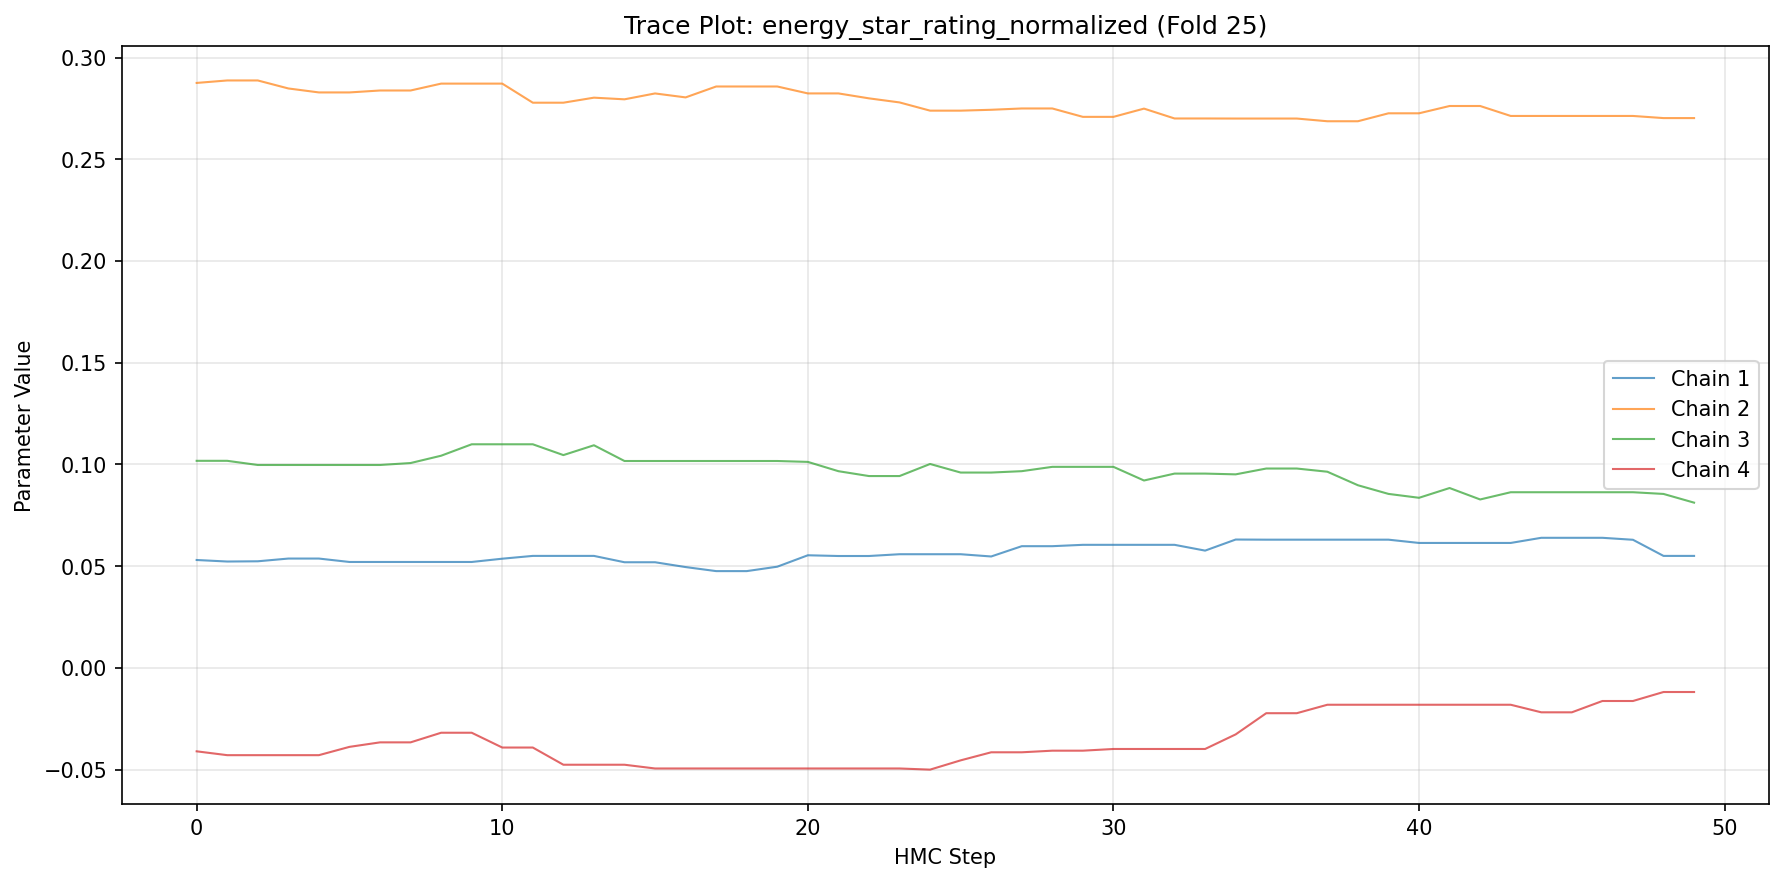 Trace Plot: energy_star_rating_normalized (Fold 25)
Parameter Value
0.30
0.25
0.20
0.15
0.10
0.05
0.00
−0.05
Chain 1
Chain 2
Chain 3
Chain 4
0 10 20 30 40 50
HMC Step